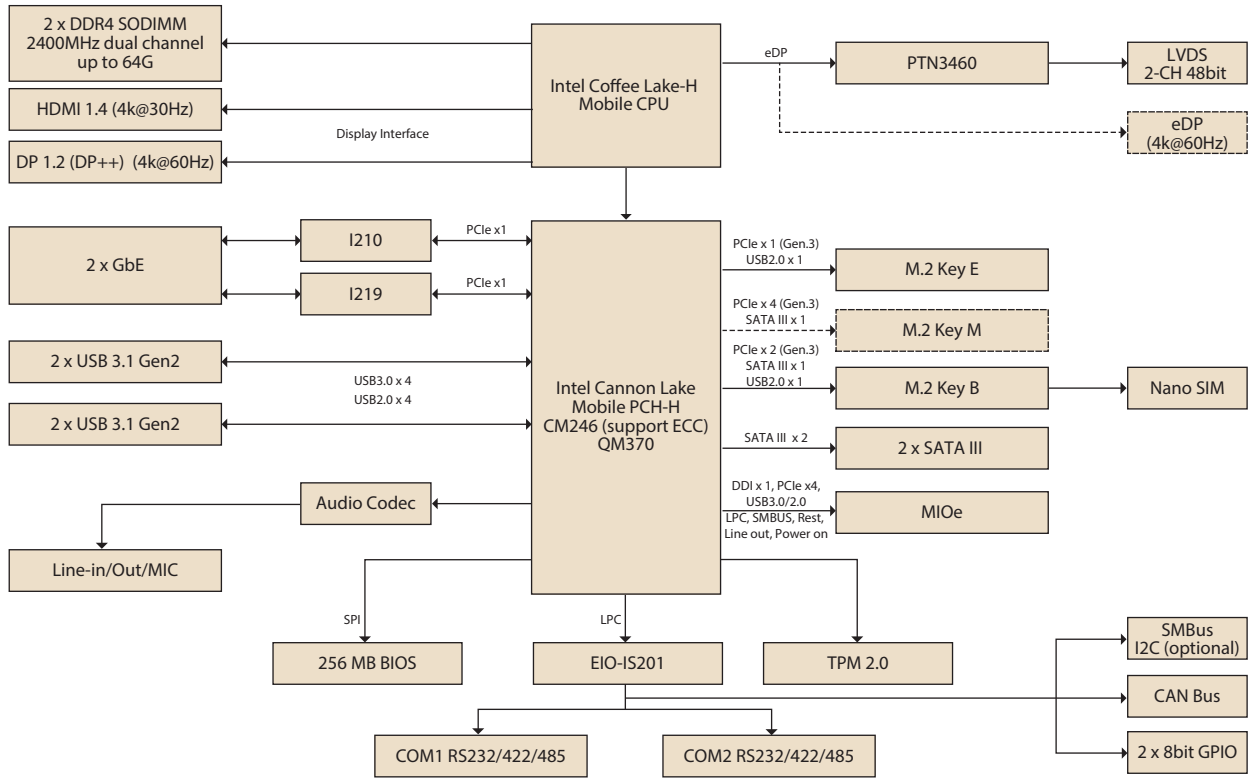 2 x DDR4 SODIMM
2400MHz dual channel
up to 64G
HDMI 1.4 (4k@30Hz)
Display Interface
DP 1.2 (DP++) (4k@60Hz)
Intel Coffee Lake-H
Mobile CPU
eDP
PTN3460
LVDS
2-CH 48bit
eDP
(4k@60Hz)
2 x GbE
I210
PCIe x1
I219
PCIe x1
2 x USB 3.1 Gen2
USB3.0 x 4
USB2.0 x 4
2 x USB 3.1 Gen2
Audio Codec
Line-in/Out/MIC
Intel Cannon Lake
Mobile PCH-H
CM246 (support ECC)
QM370
PCIe x 1 (Gen.3)
USB2.0 x 1
M.2 Key E
PCIe x 4 (Gen.3)
SATA III x 1
M.2 Key M
PCIe x 2 (Gen.3)
SATA III x 1
USB2.0 x 1
M.2 Key B
Nano SIM
SATA III x 2
2 x SATA III
DDI x 1, PCIe x4,
USB3.0/2.0
LPC, SMBUS, Rest,
Line out, Power on
MIOe
SPI
256 MB BIOS
LPC
EIO-IS201
TPM 2.0
SMBus
I2C (optional)
CAN Bus
2 x 8bit GPIO
COM1 RS232/422/485
COM2 RS232/422/485